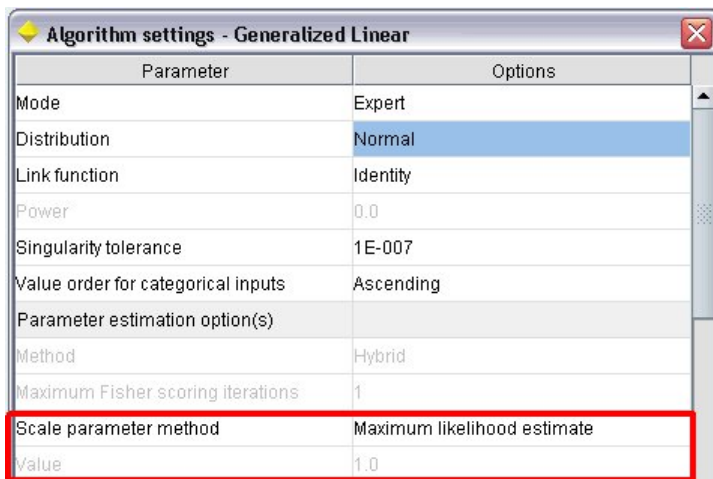 Algorithm settings - Generalized Linear
Parameter Options
Mode Expert
Distribution Normal
Link function Identity
Power 0.0
Singularity tolerance 1E-007
Value order for categorical inputs Ascending
Parameter estimation option(s)
Method Hybrid
Maximum Fisher scoring iterations 1
Scale parameter method Maximum likelihood estimate
Value 1.0